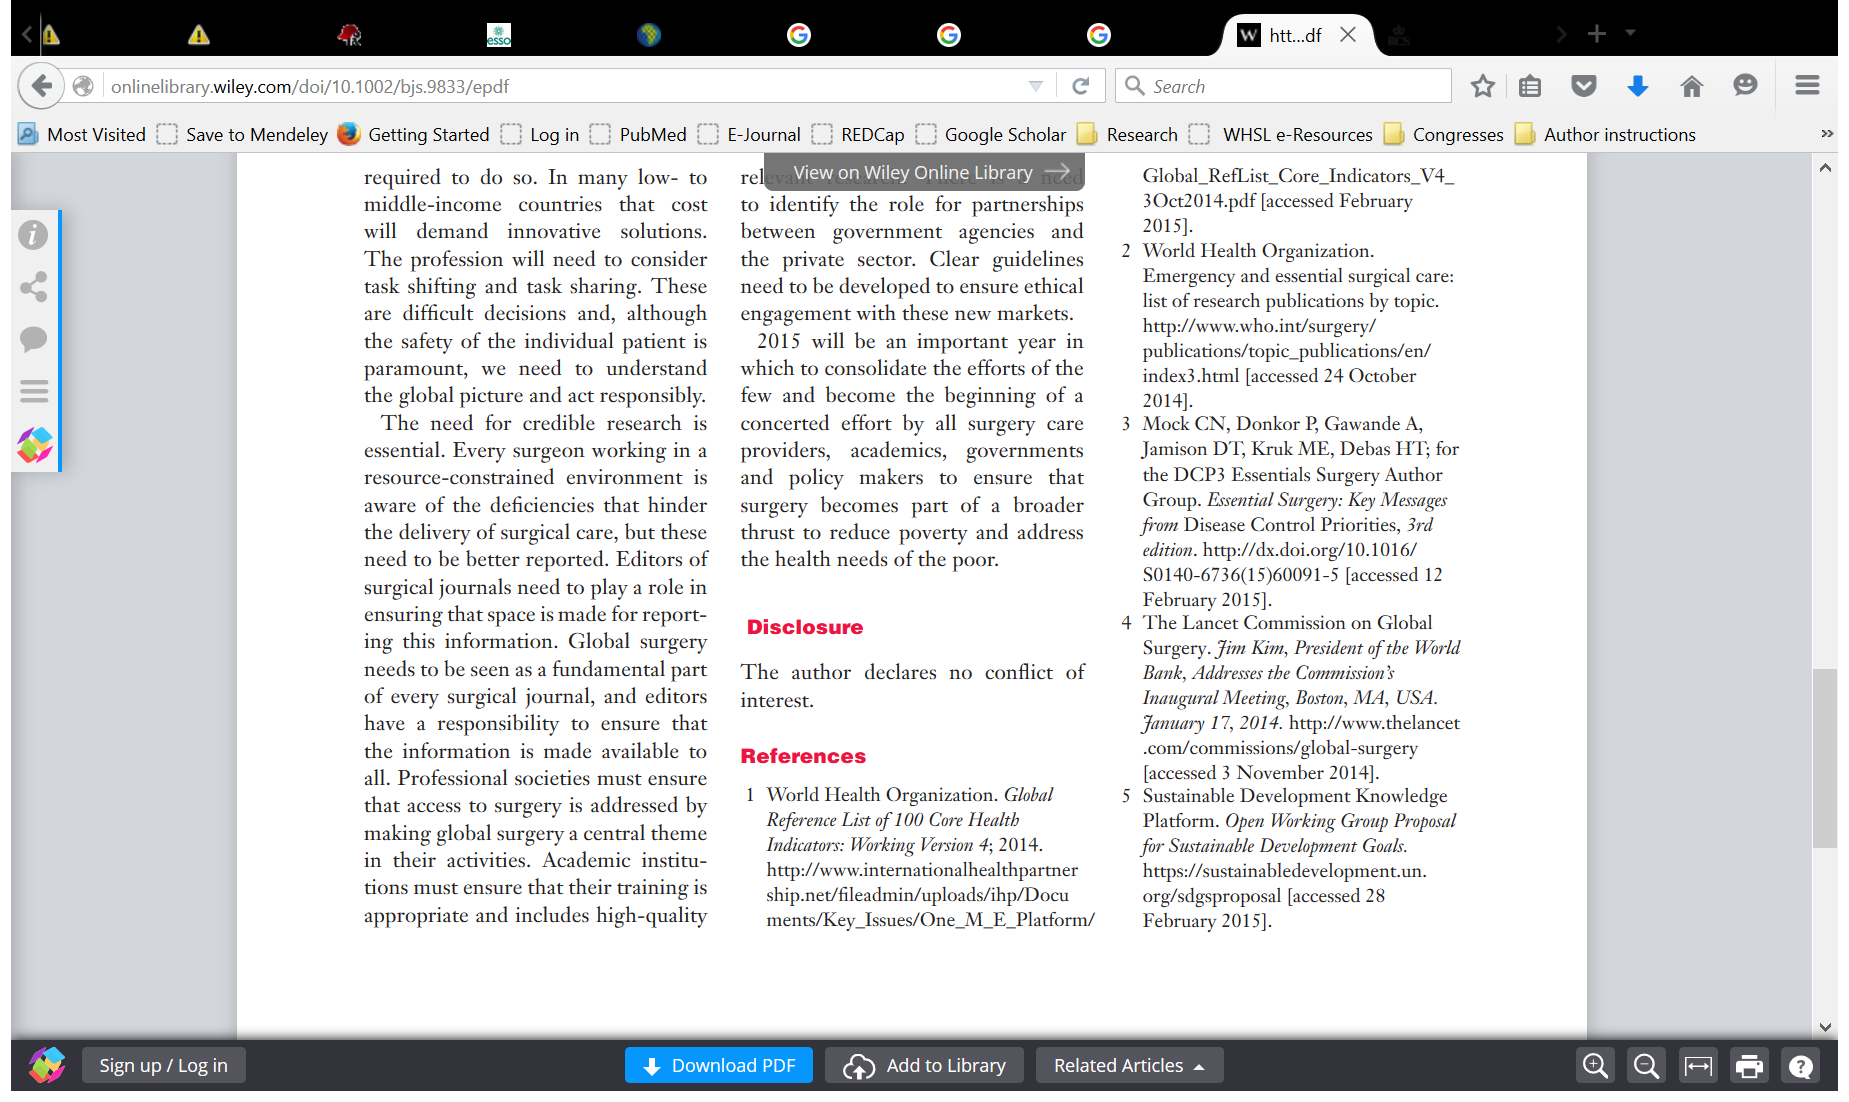 esso
W
htt...df
RCS
onlinelibrary.wiley.com/doi/10.1002/bjs.9833/epdf
Search
Most Visited
Save to Mendeley
Getting Started
Log in
PubMed
E-Journal
REDCap
Google Scholar
Research
WHSL e-Resources
Congresses
Author instructions
View on Wiley Online Library
required to do so. In many low- to
middle-income countries that cost
will demand innovative solutions.
The profession will need to consider
task shifting and task sharing. These
are difficult decisions and, although
the safety of the individual patient is
paramount, we need to understand
the global picture and act responsibly.
The need for credible research is
essential. Every surgeon working in a
resource-constrained environment is
aware of the deficiencies that hinder
the delivery of surgical care, but these
need to be better reported. Editors of
surgical journals need to play a role in
ensuring that space is made for report-
ing this information. Global surgery
needs to be seen as a fundamental part
of every surgical journal, and editors
have a responsibility to ensure that
the information is made available to
all. Professional societies must ensure
that access to surgery is addressed by
making global surgery a central theme
in their activities. Academic institu-
tions must ensure that their training is
appropriate and includes high-quality
relevant research. There is a need
to identify the role for partnerships
between government agencies and
the private sector. Clear guidelines
need to be developed to ensure ethical
engagement with these new markets.
2015 will be an important year in
which to consolidate the efforts of the
few and become the beginning of a
concerted effort by all surgery care
providers, academics, governments
and policy makers to ensure that
surgery becomes part of a broader
thrust to reduce poverty and address
the health needs of the poor.
Disclosure
The author declares no conflict of
interest.
References
1 World Health Organization. Global
Reference List of 100 Core Health
Indicators: Working Version 4; 2014.
http://www.internationalhealthpartner
ship.net/fileadmin/uploads/ihp/Docu
ments/Key_Issues/One_M_E_Platform/
Global_RefList_Core_Indicators_V4_
3Oct2014.pdf [accessed February
2015].
2 World Health Organization.
Emergency and essential surgical care:
list of research publications by topic.
http://www.who.int/surgery/
publications/topic_publications/en/
index3.html [accessed 24 October
2014].
3 Mock CN, Donkor P, Gawande A,
Jamison DT, Kruk ME, Debas HT; for
the DCP3 Essentials Surgery Author
Group. Essential Surgery: Key Messages
from Disease Control Priorities, 3rd
edition. http://dx.doi.org/10.1016/
S0140-6736(15)60091-5 [accessed 12
February 2015].
4 The Lancet Commission on Global
Surgery. Jim Kim, President of the World
Bank, Addresses the Commission's
Inaugural Meeting, Boston, MA, USA.
January 17, 2014. http://www.thelancet
.com/commissions/global-surgery
[accessed 3 November 2014].
5 Sustainable Development Knowledge
Platform. Open Working Group Proposal
for Sustainable Development Goals.
https://sustainabledevelopment.un.
org/sdgsproposal [accessed 28
February 2015].
Sign up / Log in
Download PDF
Add to Library
Related Articles